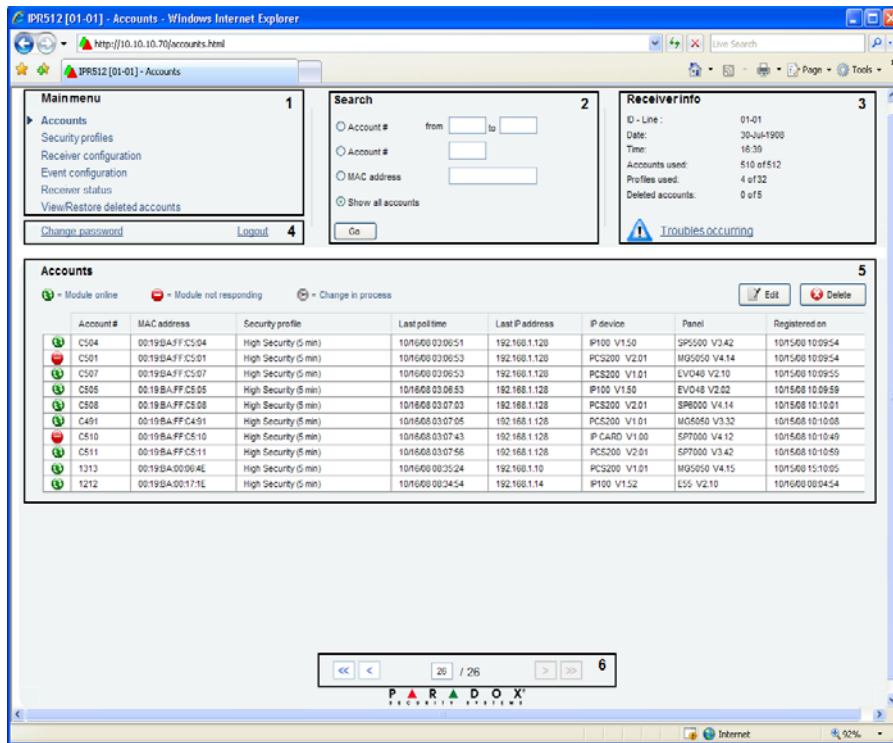 IPR512 [01-01] - Accounts - Windows Internet Explorer
http://10.10.10.70/accounts.html
Live Search
IPR512 [01-01] - Accounts
Page Tools
Main menu 1
Accounts
Security profiles
Receiver configuration
Event configuration
Receiver status
View/Restore deleted accounts
Change password Logout 4
Search 2
Account # from to
Account #
MAC address
Show all accounts
Go
Receiver info 3
ID - Line : 01-01
Date: 30-Jul-1908
Time: 16:39
Accounts used: 510 of 512
Profiles used: 4 of 32
Deleted accounts: 0 of 5
Troubles occurring
Accounts 5
= Module online = Module not responding = Change in process Edit Delete
Account # MAC address Security profile Last poll time Last IP address IP device Panel Registered on
C504 00:19:BA:FF:C5:04 High Security (5 min) 10/16/08 03:06:51 192.168.1.128 IP100 V1.50 SP5500 V3.42 10/15/08 10:09:54
C501 00:19:BA:FF:C5:01 High Security (5 min) 10/16/08 03:06:53 192.168.1.128 PCS200 V2.01 MG5050 V4.14 10/15/08 10:09:54
C507 00:19:BA:FF:C5:07 High Security (5 min) 10/16/08 03:06:53 192.168.1.128 PCS200 V1.01 EVO48 V2.10 10/15/08 10:09:55
C505 00:19:BA:FF:C5:05 High Security (5 min) 10/16/08 03:06:53 192.168.1.128 IP100 V1.50 EVO48 V2.02 10/15/08 10:09:59
C508 00:19:BA:FF:C5:08 High Security (5 min) 10/16/08 03:07:03 192.168.1.128 PCS200 V2.01 SP6000 V4.14 10/15/08 10:10:01
C491 00:19:BA:FF:C4:91 High Security (5 min) 10/16/08 03:07:05 192.168.1.128 PCS200 V1.01 MG5050 V3.32 10/15/08 10:10:08
C510 00:19:BA:FF:C5:10 High Security (5 min) 10/16/08 03:07:43 192.168.1.128 IP CARD V1.00 SP7000 V4.12 10/15/08 10:10:49
C511 00:19:BA:FF:C5:11 High Security (5 min) 10/16/08 03:07:56 192.168.1.128 PCS200 V2.01 SP7000 V3.42 10/15/08 10:10:59
1313 00:19:BA:00:06:4E High Security (5 min) 10/16/08 08:35:24 192.168.1.10 PCS200 V1.01 MG5050 V4.15 10/15/08 15:10:05
1212 00:19:BA:00:17:1E High Security (5 min) 10/16/08 08:34:54 192.168.1.14 IP100 V1.52 E55 V2.10 10/16/08 08:04:54
<< < 26 / 26 > >> 6
PARADOX
SECURITY SYSTEMS
Internet 92%